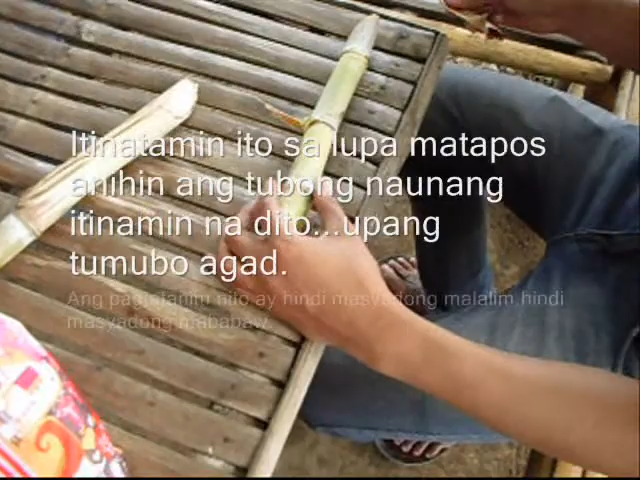 Itinatamin ito sa lupa matapos
anihin ang tubong naunang
itinamin na dito...upang
tumubo agad.
Ang pagtatanitu nito ay hindi masyadong malalim hindi
masyadong mababaw.